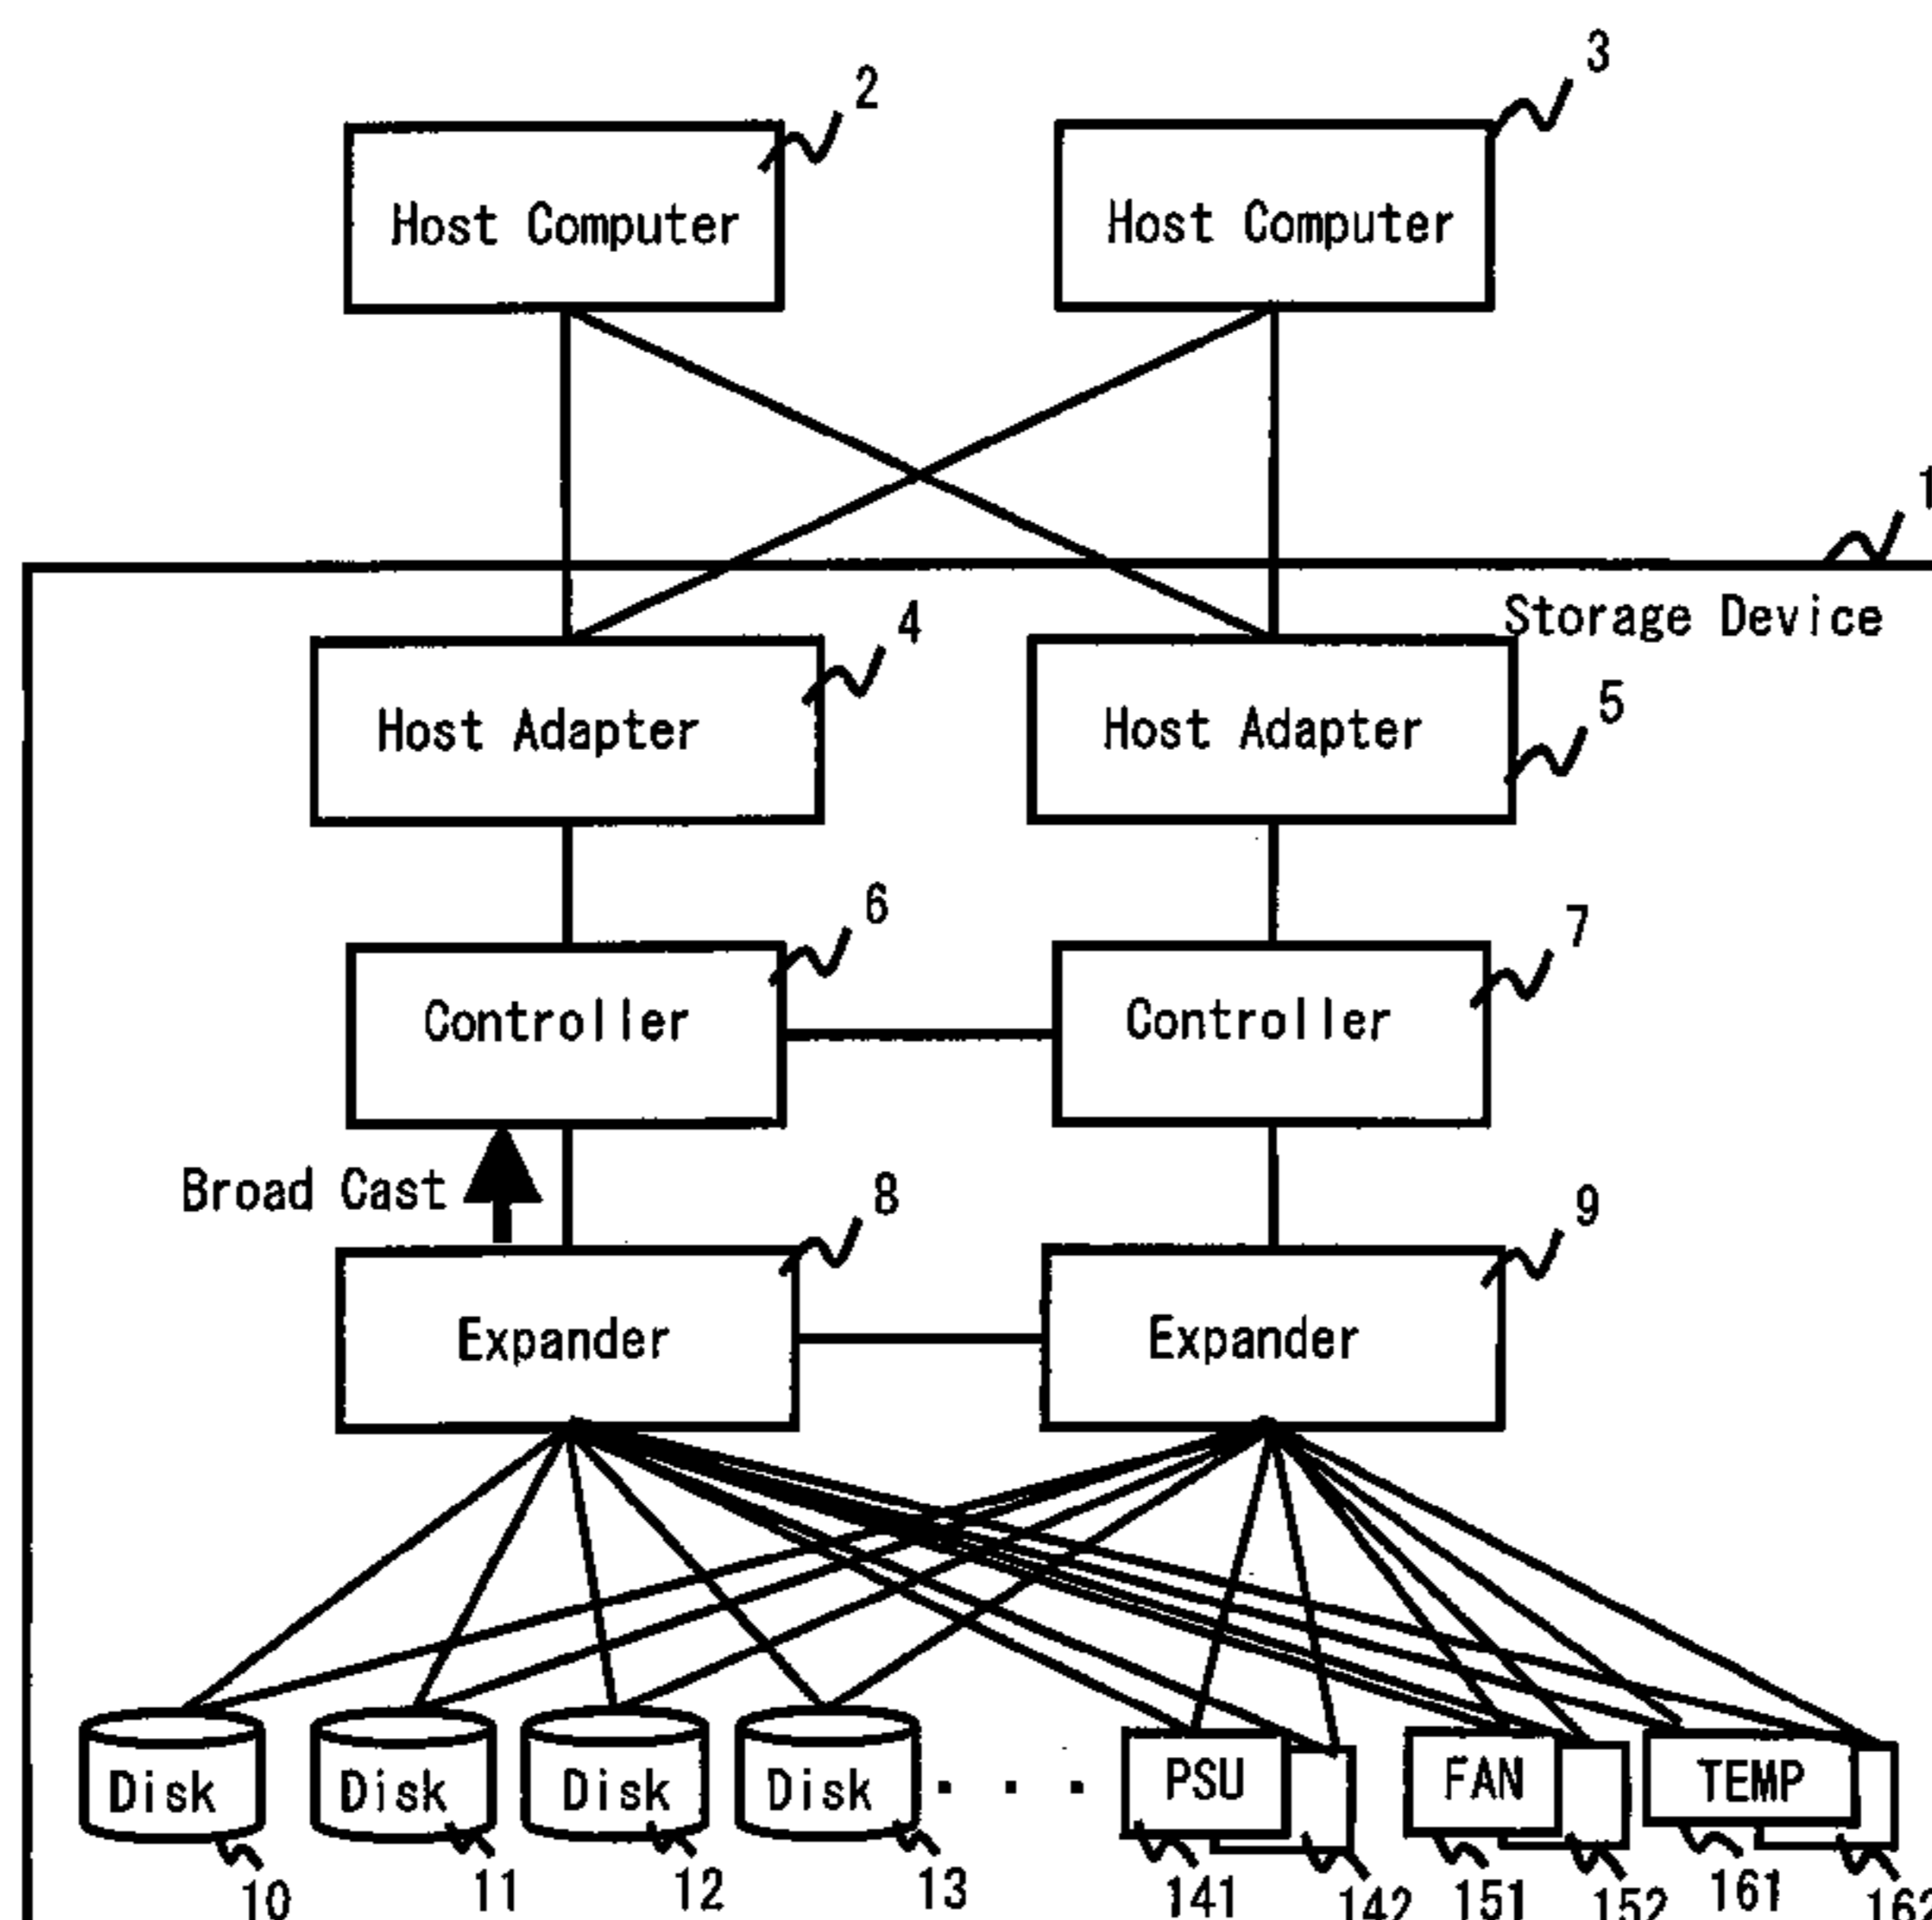 2
3
Host Computer
Host Computer
1
Storage Device
4
5
Host Adapter
Host Adapter
6
7
Controller
Controller
Broad Cast
8
9
Expander
Expander
Disk
Disk
Disk
Disk
. . .
PSU
FAN
TEMP
10
11
12
13
141
142
151
152
161
162